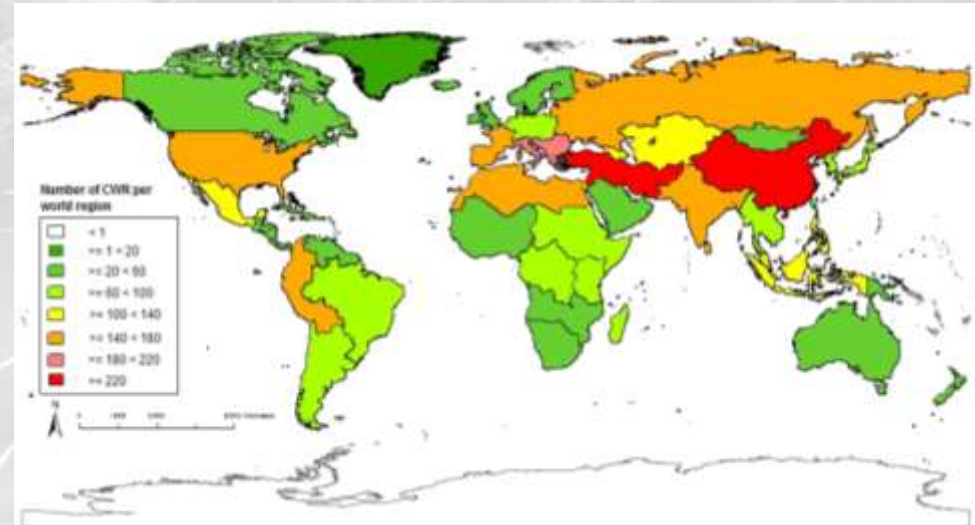 Number of CWR per
world region
< 1
>= 1 < 20
>= 20 < 60
>= 60 < 100
>= 100 < 140
>= 140 < 180
>= 180 < 220
>= 220
N
0